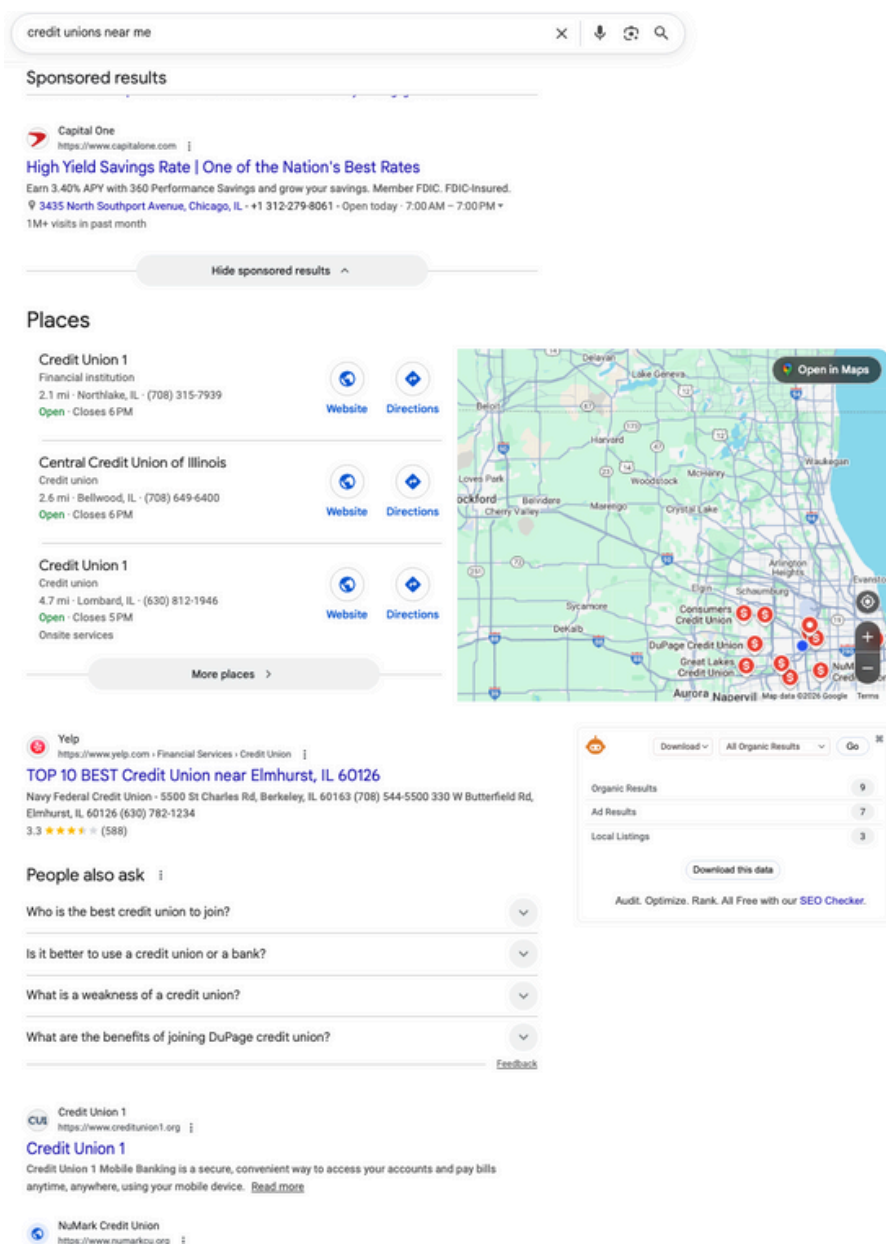 credit unions near me
Sponsored results
Capital One
https://www.capitalone.com
High Yield Savings Rate | One of the Nation's Best Rates
Earn 3.40% APY with 360 Performance Savings and grow your savings. Member FDIC. FDIC-Insured.
3435 North Southport Avenue, Chicago, IL - +1 312-279-8061 - Open today · 7:00 AM – 7:00 PM
1M+ visits in past month
Hide sponsored results
Places
Credit Union 1
Financial institution
2.1 mi · Northlake, IL · (708) 315-7939
Open · Closes 6 PM
Website
Directions
Central Credit Union of Illinois
Credit union
2.6 mi · Bellwood, IL · (708) 649-6400
Open · Closes 6 PM
Website
Directions
Credit Union 1
Credit union
4.7 mi · Lombard, IL · (630) 812-1946
Open · Closes 5 PM
Onsite services
Website
Directions
More places
Open in Maps
Delavan
Lake Geneva
Beloit
Harvard
Waukegan
Loves Park
Woodstock
McHenry
ockford
Belvidere
Cherry Valley
Marengo
Crystal Lake
Arlington
Heights
Evansto
Elgin
Schaumburg
Sycamore
Consumers
Credit Union
DeKalb
DuPage Credit Union
Great Lakes
Credit Union
NuM
Cred
Aurora
Napervil
Map data ©2026 Google
Terms
Yelp
https://www.yelp.com › Financial Services › Credit Union
TOP 10 BEST Credit Union near Elmhurst, IL 60126
Navy Federal Credit Union - 5500 St Charles Rd, Berkeley, IL 60163 (708) 544-5500 330 W Butterfield Rd,
Elmhurst, IL 60126 (630) 782-1234
3.3 ★★★★★ (588)
Download
All Organic Results
Go
Organic Results 9
Ad Results 7
Local Listings 3
Download this data
Audit. Optimize. Rank. All Free with our SEO Checker.
People also ask
Who is the best credit union to join?
Is it better to use a credit union or a bank?
What is a weakness of a credit union?
What are the benefits of joining DuPage credit union?
Feedback
CU1
Credit Union 1
https://www.creditunion1.org
Credit Union 1
Credit Union 1 Mobile Banking is a secure, convenient way to access your accounts and pay bills
anytime, anywhere, using your mobile device. Read more
NuMark Credit Union
https://www.numarkcu.org